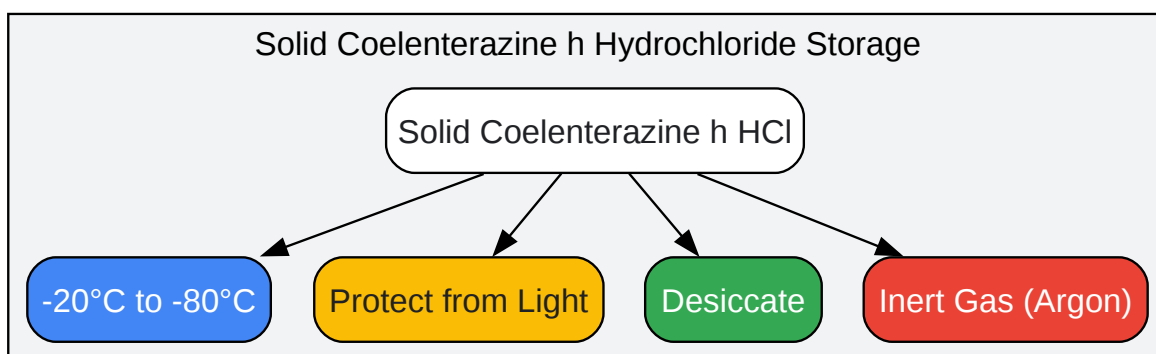 Solid Coelenterazine h Hydrochloride Storage
Solid Coelenterazine h HCl
-20°C to -80°C
Protect from Light
Desiccate
Inert Gas (Argon)